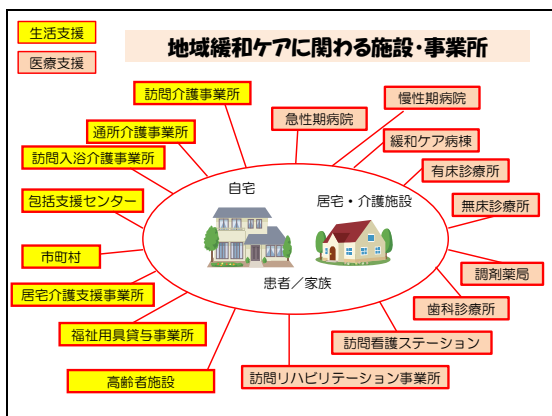 生活支援
医療支援
地域緩和ケアに関わる施設・事業所
訪問介護事業所
通所介護事業所
訪問入浴介護事業所
包括支援センター
市町村
居宅介護支援事業所
福祉用具貸与事業所
高齢者施設
急性期病院
慢性期病院
緩和ケア病棟
有床診療所
無床診療所
調剤薬局
歯科診療所
訪問看護ステーション
訪問リハビリテーション事業所
自宅
居宅・介護施設
患者／家族